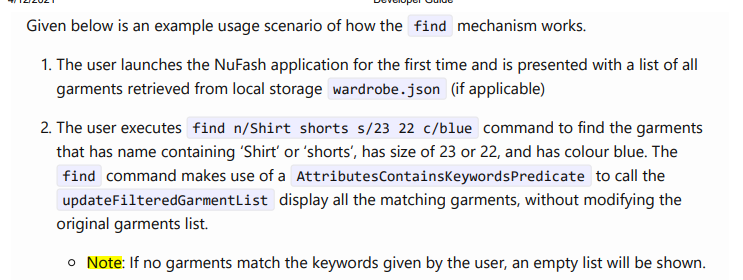 4/12/2021 Developer Guide
Given below is an example usage scenario of how the find mechanism works.
1. The user launches the NuFash application for the first time and is presented with a list of all
garments retrieved from local storage wardrobe.json (if applicable)
2. The user executes find n/Shirt shorts s/23 22 c/blue command to find the garments
that has name containing ‘Shirt’ or ‘shorts’, has size of 23 or 22, and has colour blue. The
find command makes use of a AttributesContainsKeywordsPredicate to call the
updateFilteredGarmentList display all the matching garments, without modifying the
original garments list.
Note: If no garments match the keywords given by the user, an empty list will be shown.